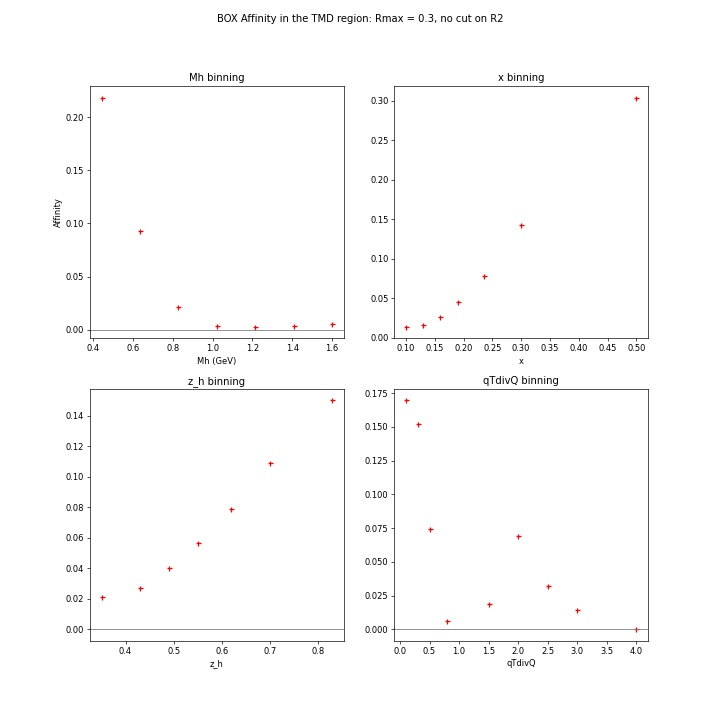 BOX Affinity in the TMD region: Rmax = 0.3, no cut on R2
Mh binning
Affinity
0.20
0.15
0.10
0.05
0.00
0.4 0.6 0.8 1.0 1.2 1.4 1.6
Mh (GeV)
x binning
0.30
0.25
0.20
0.15
0.10
0.05
0.00
0.10 0.15 0.20 0.25 0.30 0.35 0.40 0.45 0.50
x
z_h binning
0.14
0.12
0.10
0.08
0.06
0.04
0.02
0.00
0.4 0.5 0.6 0.7 0.8
z_h
qTdivQ binning
0.175
0.150
0.125
0.100
0.075
0.050
0.025
0.000
0.0 0.5 1.0 1.5 2.0 2.5 3.0 3.5 4.0
qTdivQ